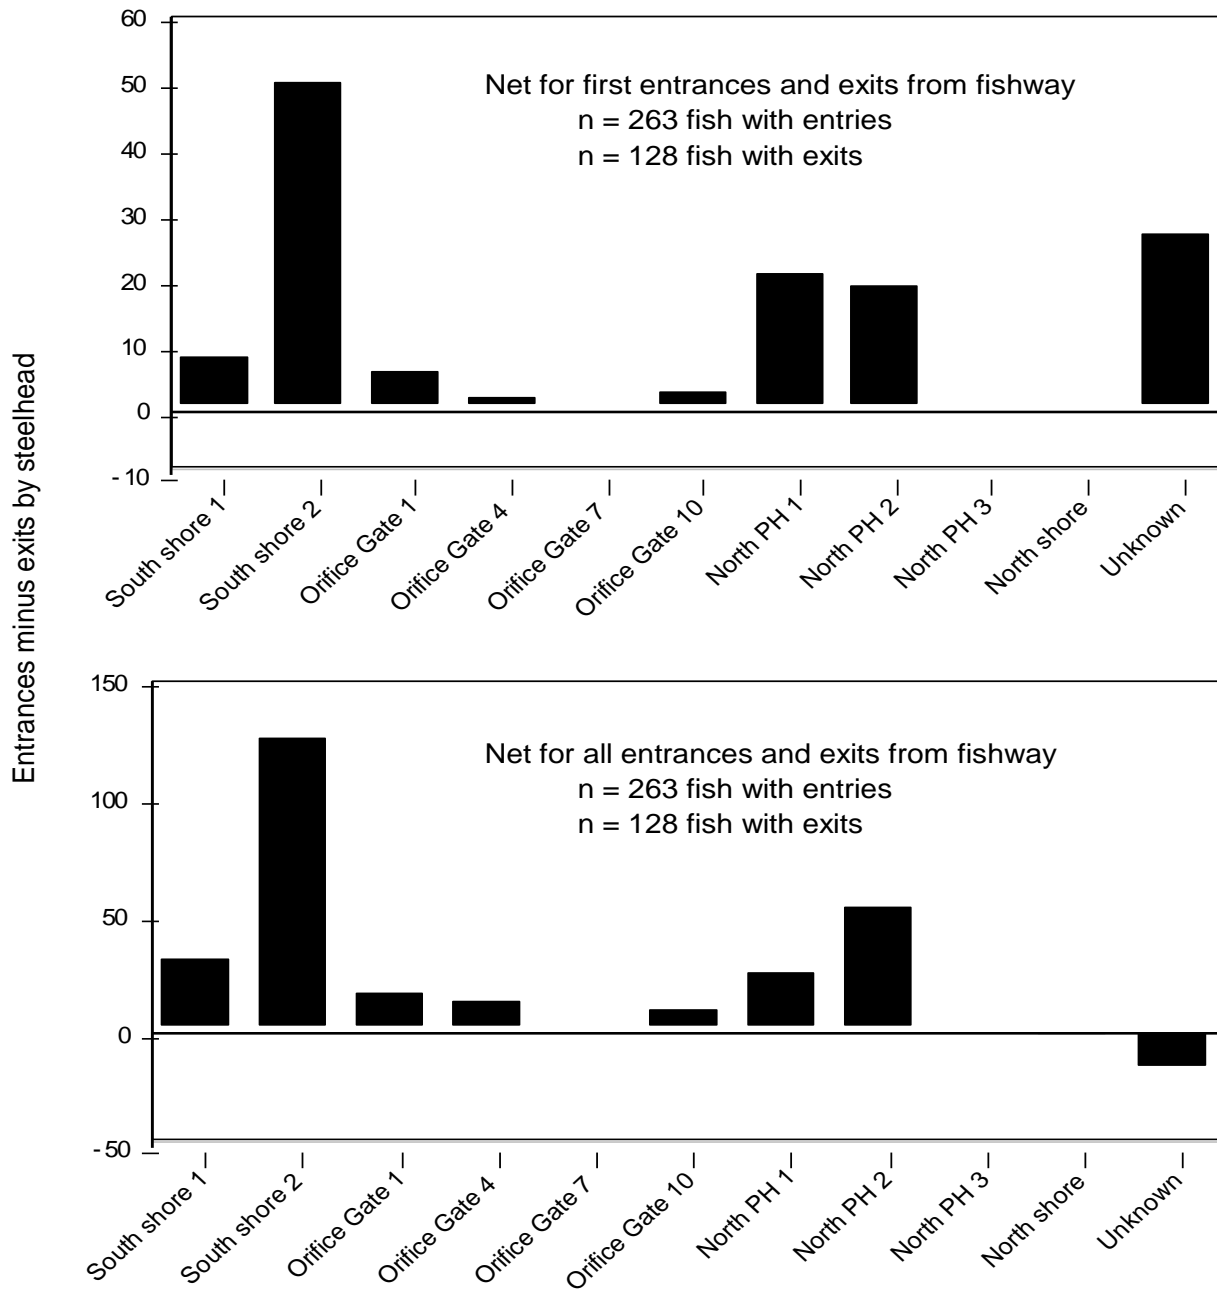 Entrances minus exits by steelhead
60
50
40
30
20
10
0
-10
Net for first entrances and exits from fishway
n = 263 fish with entries
n = 128 fish with exits
South shore 1
South shore 2
Orifice Gate 1
Orifice Gate 4
Orifice Gate 7
Orifice Gate 10
North PH 1
North PH 2
North PH 3
North shore
Unknown
150
100
50
0
-50
Net for all entrances and exits from fishway
n = 263 fish with entries
n = 128 fish with exits
South shore 1
South shore 2
Orifice Gate 1
Orifice Gate 4
Orifice Gate 7
Orifice Gate 10
North PH 1
North PH 2
North PH 3
North shore
Unknown